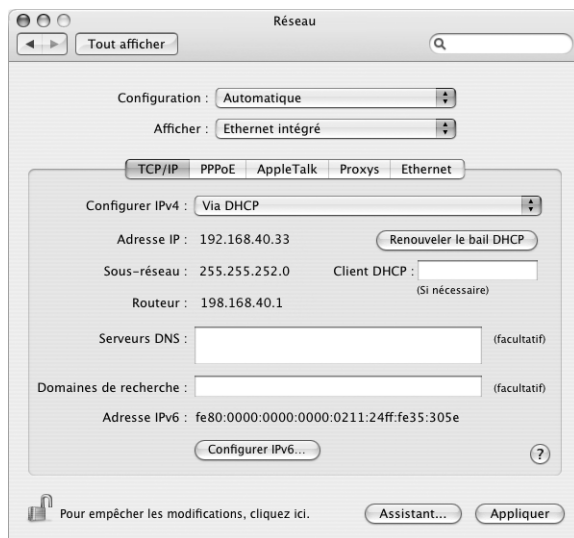 Réseau
Tout afficher
Configuration : Automatique
Afficher : Ethernet intégré
TCP/IP PPPoE AppleTalk Proxys Ethernet
Configurer IPv4 : Via DHCP
Adresse IP : 192.168.40.33 Renouveler le bail DHCP
Sous-réseau : 255.255.252.0 Client DHCP :
(Si nécessaire)
Routeur : 198.168.40.1
Serveurs DNS : (facultatif)
Domaines de recherche : (facultatif)
Adresse IPv6 : fe80:0000:0000:0000:0211:24ff:fe35:305e
Configurer IPv6... ?
Pour empêcher les modifications, cliquez ici. Assistant... Appliquer